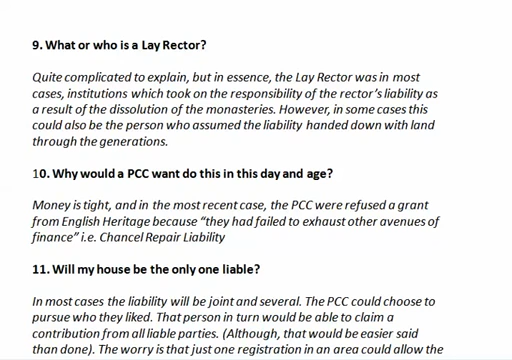 9. What or who is a Lay Rector?
Quite complicated to explain, but in essence, the Lay Rector was in most
cases, institutions which took on the responsibility of the rector's liability as
a result of the dissolution of the monasteries. However, in some cases this
could also be the person who assumed the liability handed down with land
through the generations.
10. Why would a PCC want do this in this day and age?
Money is tight, and in the most recent case, the PCC were refused a grant
from English Heritage because "they had failed to exhaust other avenues of
finance" i.e. Chancel Repair Liability
11. Will my house be the only one liable?
In most cases the liability will be joint and several. The PCC could choose to
pursue who they liked. That person in turn would be able to claim a
contribution from all liable parties. (Although, that would be easier said
than done). The worry is that just one registration in an area could allow the